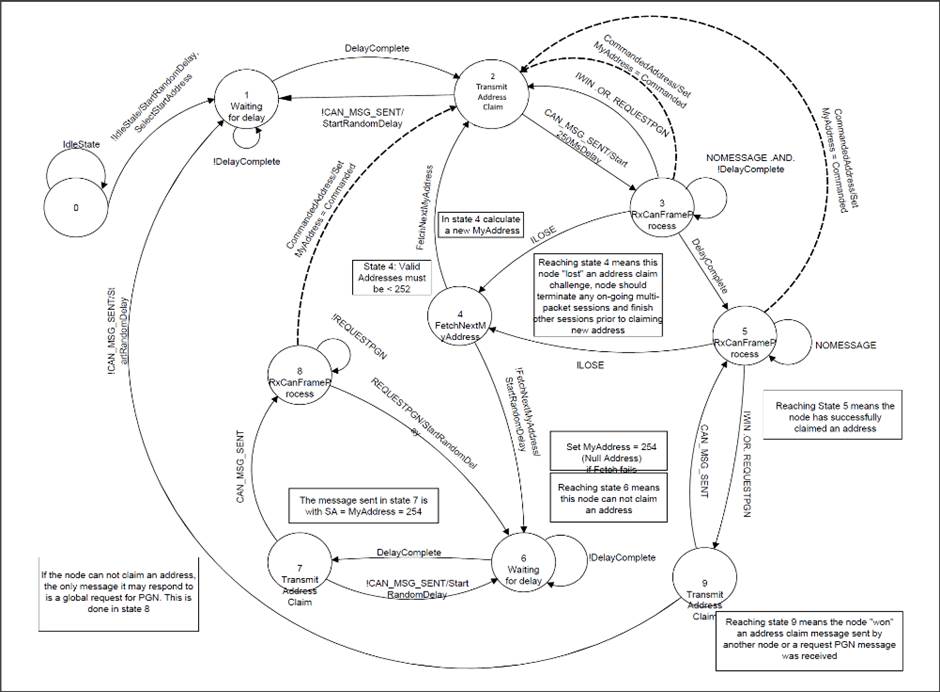 DelayComplete
2
Transmit
Address
Claim
CommandedAddress/Set
MyAddress = Commanded
!IdleState/StartRandomDelay,
SelectStartAddress
1
Waiting
for delay
!CAN_MSG_SENT/
StartRandomDelay
!DelayComplete
IWIN .OR. REQUESTPGN
CAN_MSG_SENT/Start
250MsDelay
CommandedAddress/Set
MyAddress = Commanded
IdleState
0
NOMESSAGE .AND.
!DelayComplete
3
RxCanFrameP
rocess
CommandedAddress/Set
MyAddress = Commanded
FetchNextMyAddress
In state 4 calculate
a new MyAddress
ILOSE
DelayComplete
State 4: Valid
Addresses must
be < 252
Reaching state 4 means this
node "lost" an address claim
challenge, node should
terminate any on-going multi-
packet sessions and finish
other sessions prior to claiming
new address
4
FetchNextM
yAddress
5
RxCanFrameP
rocess
NOMESSAGE
ILOSE
!CAN_MSG_SENT/St
artRandomDelay
!REQUESTPGN
8
RxCanFrameP
rocess
REQUESTPGN/StartRandomDel
ay
!FetchNextMyAddress/
StartRandomDelay
Reaching State 5 means the
node has successfully
claimed an address
CAN_MSG_SENT
Set MyAddress = 254
(Null Address)
if Fetch fails
Reaching state 6 means
this node can not claim
an address
CAN_MSG_SENT
IWIN .OR. REQUESTPGN
The message sent in state 7 is
with SA = MyAddress = 254
7
Transmit
Address
Claim
DelayComplete
!CAN_MSG_SENT/Start
RandomDelay
6
Waiting
for delay
!DelayComplete
9
Transmit
Address
Claim
If the node can not claim an address,
the only message it may respond to
is a global request for PGN. This is
done in state 8
Reaching state 9 means the node "won"
an address claim message sent by
another node or a request PGN message
was received